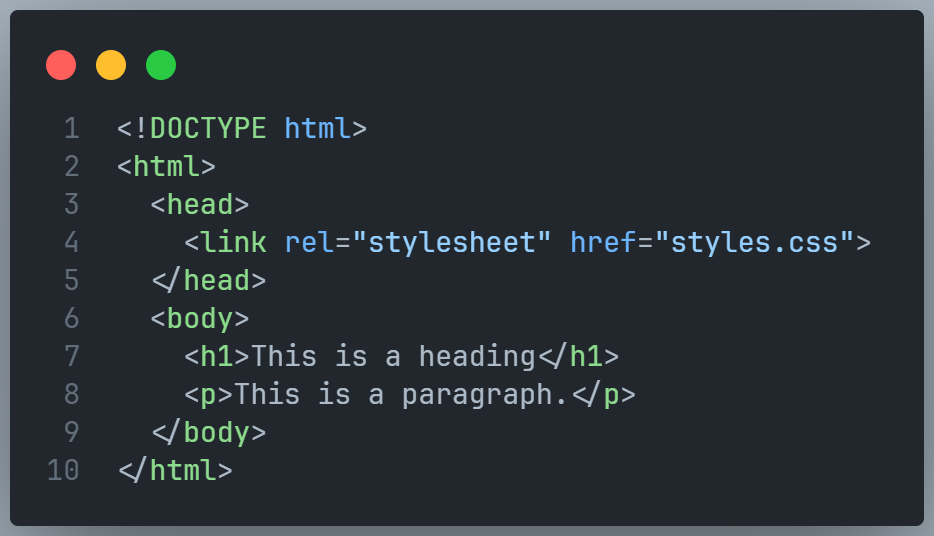 1 <!DOCTYPE html>
2 <html>
3   <head>
4     <link rel="stylesheet" href="styles.css">
5   </head>
6   <body>
7     <h1>This is a heading</h1>
8     <p>This is a paragraph.</p>
9   </body>
10 </html>